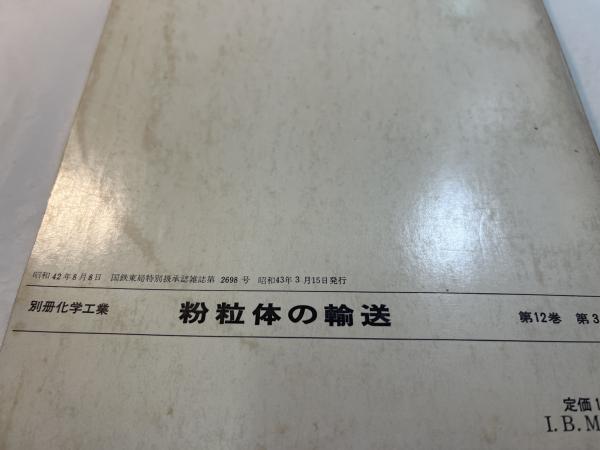 昭和42年8月8日 国鉄東局特別扱承認雑誌第 2698 号 昭和43年3月15日発行
別冊化学工業 粉粒体の輸送 第12巻 第3
定価1
I.B.M